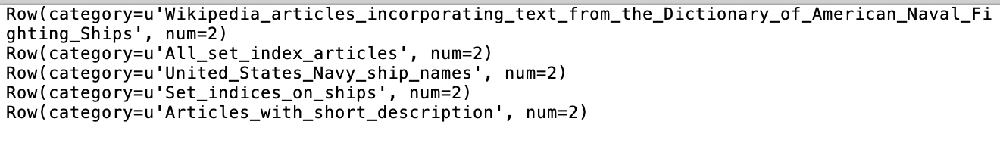 Row(category=u'Wikipedia_articles_incorporating_text_from_the_Dictionary_of_American_Naval_Fi
ghting_Ships', num=2)
Row(category=u'All_set_index_articles', num=2)
Row(category=u'United_States_Navy_ship_names', num=2)
Row(category=u'Set_indices_on_ships', num=2)
Row(category=u'Articles_with_short_description', num=2)